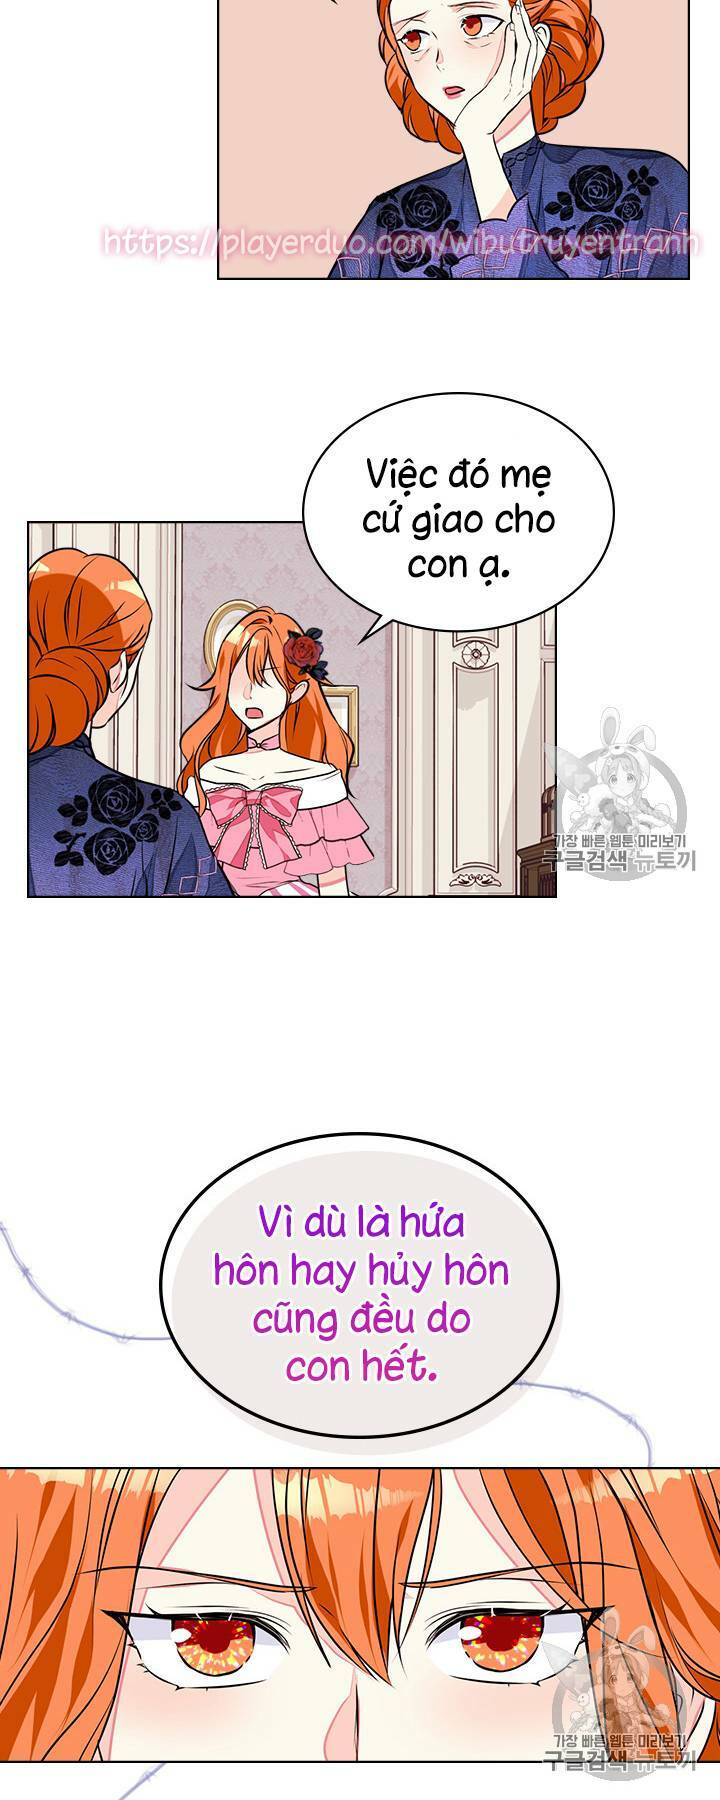 https://playerduo.com/wibutruyentranh
Việc đó mẹ
cứ giao cho
con ạ.
가장 빠른 웹툰 미리보기
구글검색 뉴토끼
Vì dù là hứa
hôn hay hủy hôn
cũng đều do
con hết.
가장 빠른 웹툰 미리보기
구글검색 뉴토끼